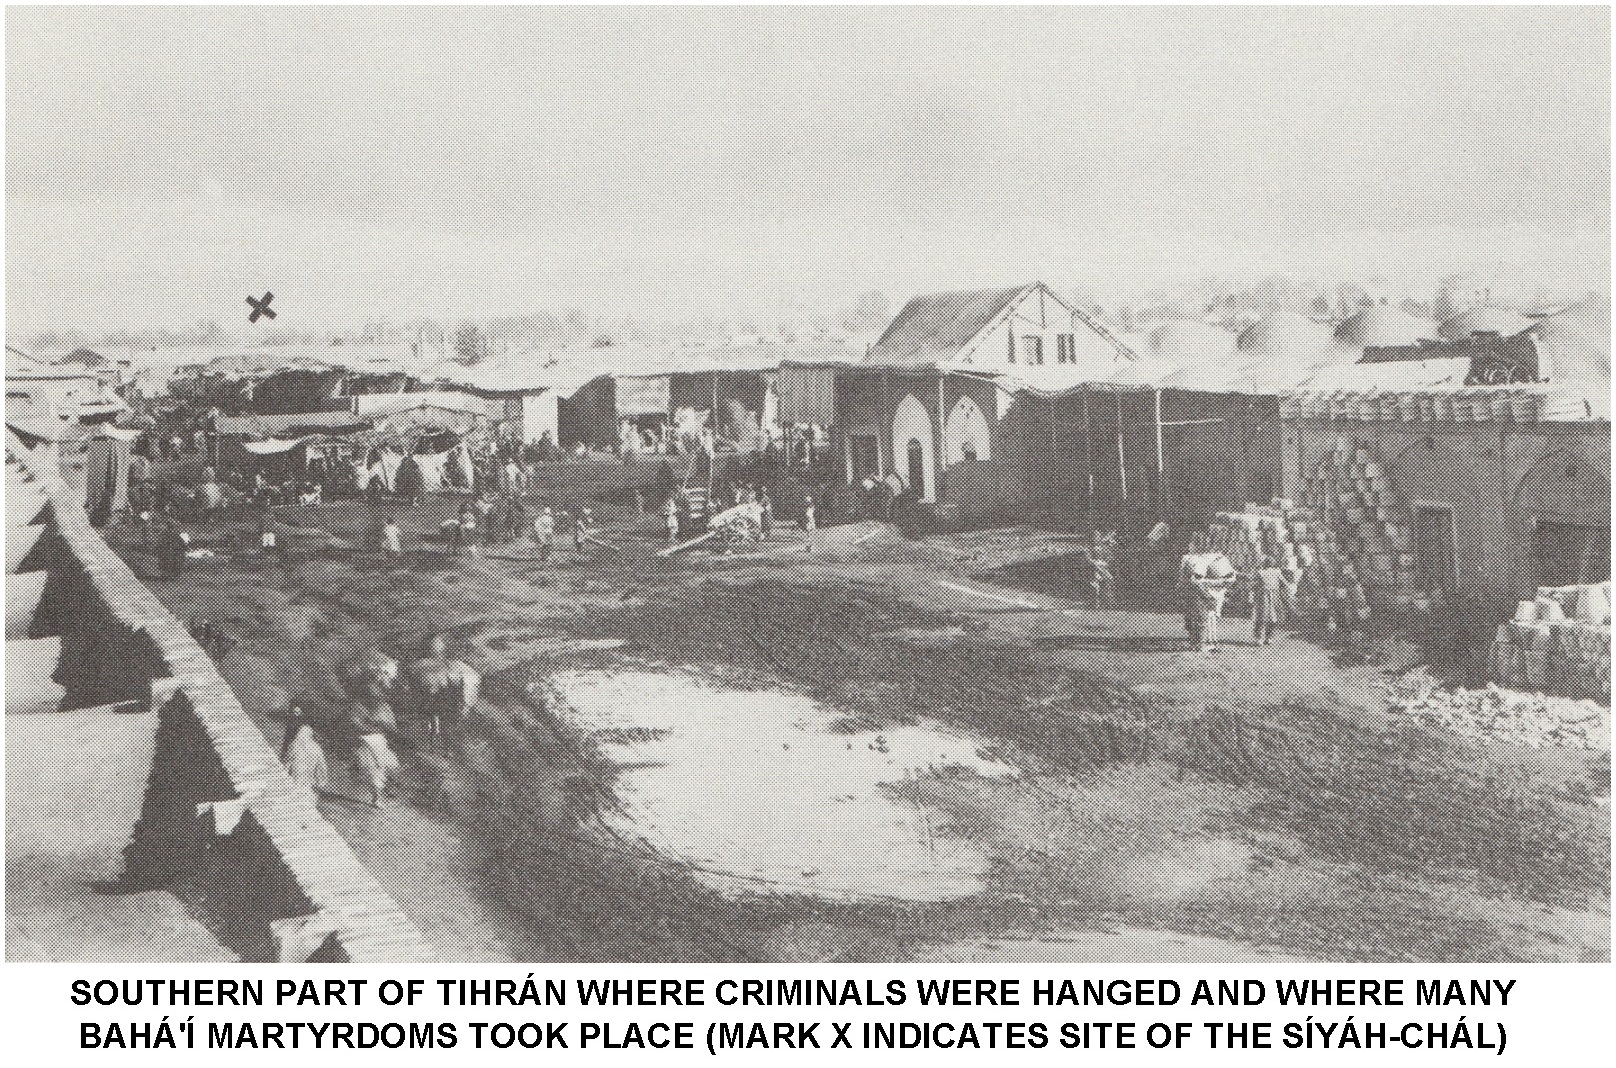 SOUTHERN PART OF TIHRÁN WHERE CRIMINALS WERE HANGED AND WHERE MANY
BAHÁ'Í MARTYRDOMS TOOK PLACE (MARK X INDICATES SITE OF THE SÍYÁH-CHÁL)